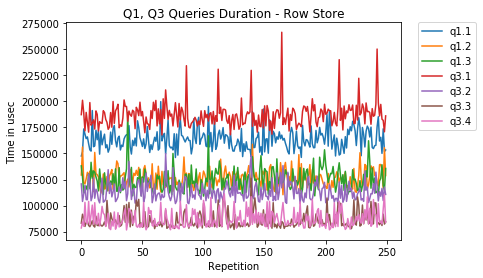 Q1, Q3 Queries Duration - Row Store
275000
250000
225000
200000
175000
150000
125000
100000
75000
Time in usec
0
50
100
150
200
250
Repetition
q1.1
q1.2
q1.3
q3.1
q3.2
q3.3
q3.4